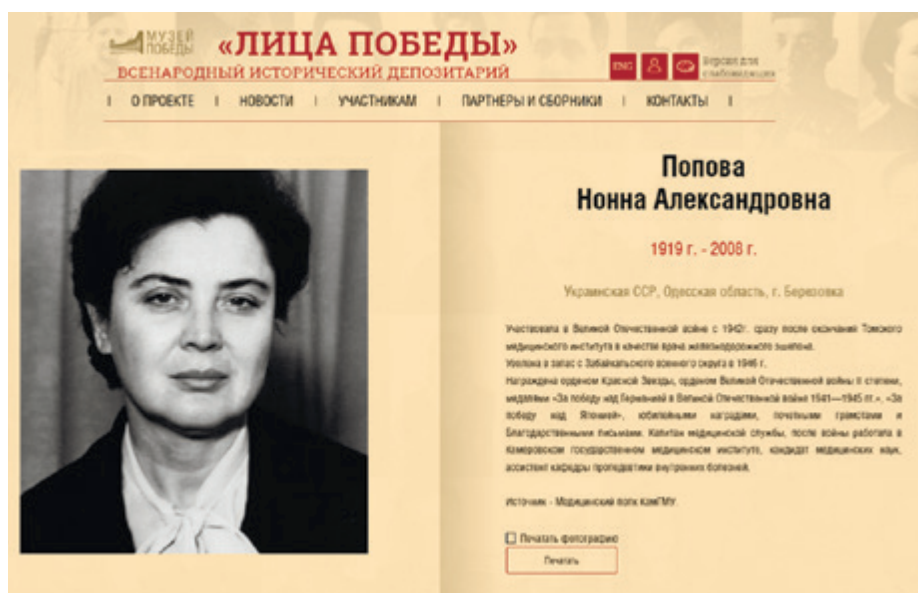 МУЗЕЙ
ПОБЕДЫ
«ЛИЦА ПОБЕДЫ»
ВСЕНАРОДНЫЙ ИСТОРИЧЕСКИЙ ДЕПОЗИТАРИЙ
ENG
Версия для
слабовидящих
О ПРОЕКТЕ | НОВОСТИ | УЧАСТНИКАМ | ПАРТНЕРЫ И СБОРНИКИ | КОНТАКТЫ
Попова
Нонна Александровна
1919 г. - 2008 г.
Украинская ССР, Одесская область, г. Березовка
Участвовала в Великой Отечественной войне с 1942г. сразу после окончания Томского
медицинского института в качестве врача железнодорожного эшелона.
Уволена в запас с Забайкальского военного округа в 1946 г.
Награждена орденом Красной Звезды, орденом Великой Отечественной войны II степени,
медалями «За победу над Германией в Великой Отечественной войне 1941—1945 гг.», «За
победу над Японией», юбилейными наградами, почетными грамотами и
Благодарственными письмами. Капитан медицинской службы, после войны работала в
Кемеровском государственном медицинском институте, кандидат медицинских наук,
ассистент кафедры пропедевтики внутренних болезней.
Источник - Медицинский полк КемГМУ.
Печатать фотографию
Печатать